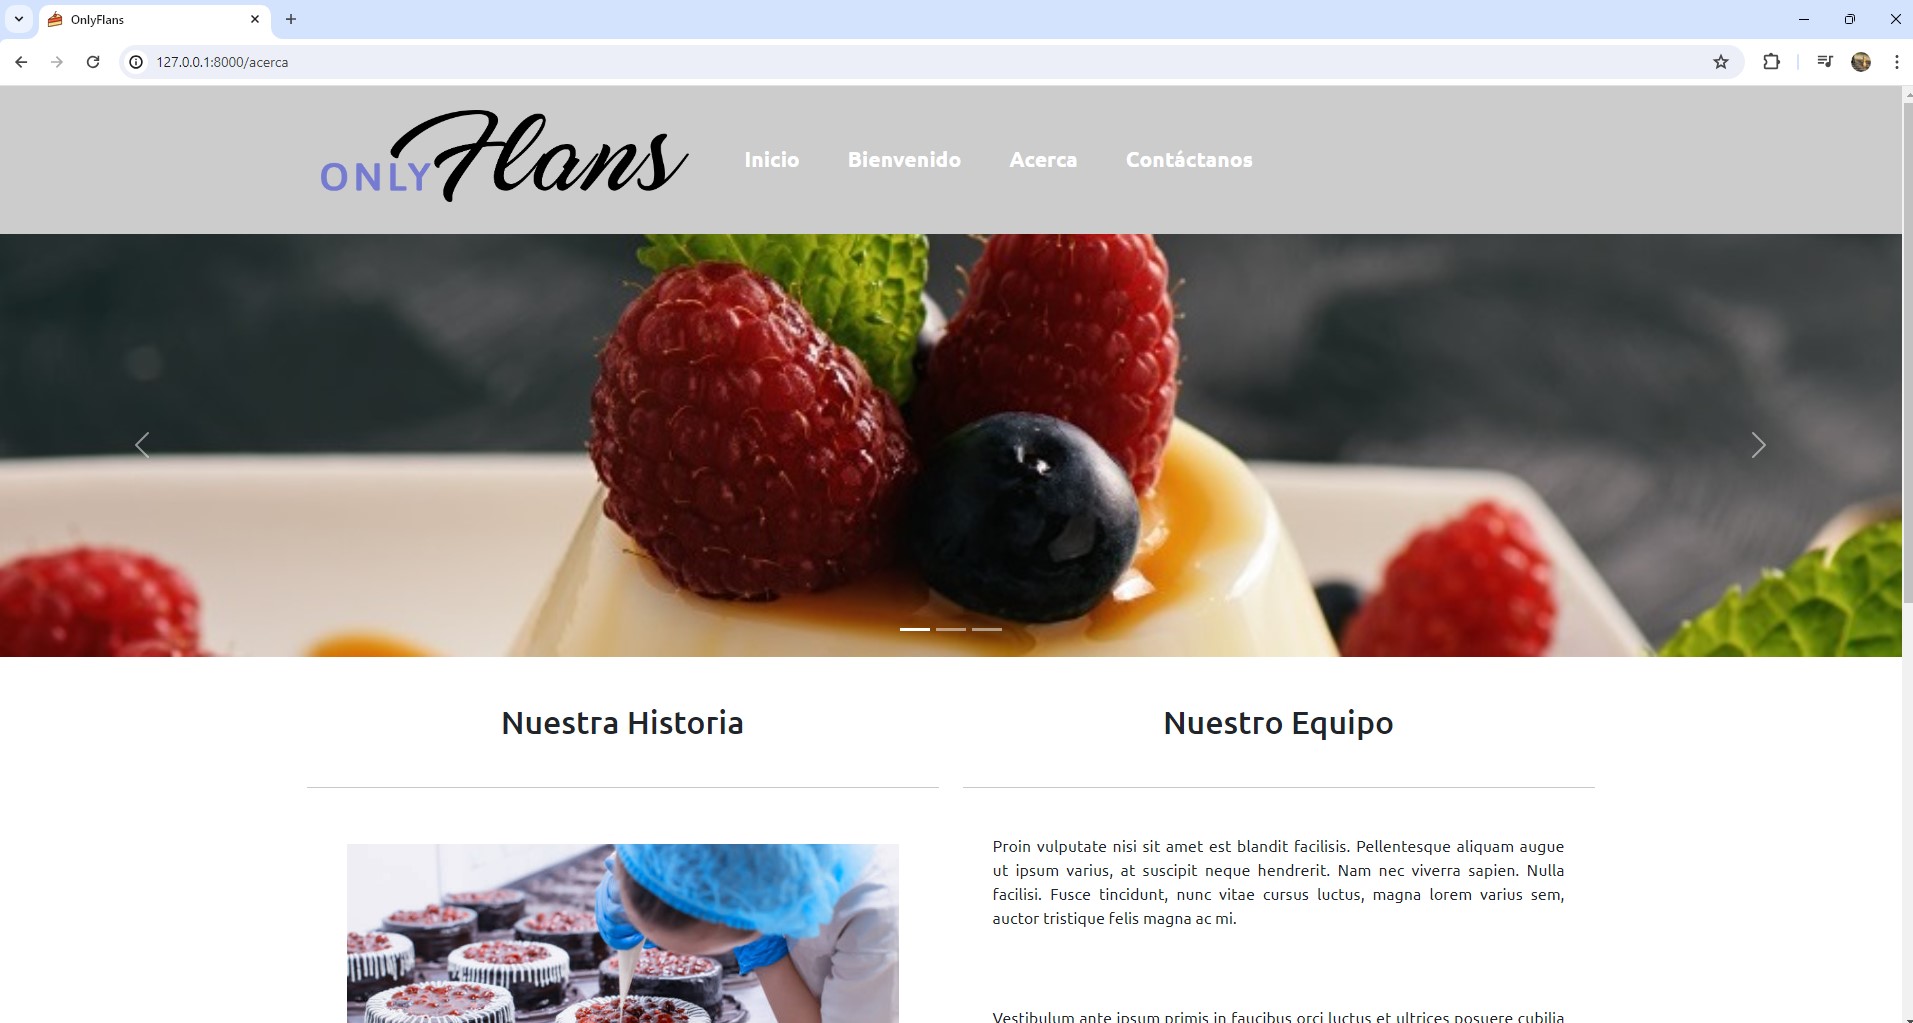 OnlyFlans
127.0.0.1:8000/acerca
ONLY Flans
Inicio Bienvenido Acerca Contáctanos
Nuestra Historia
Nuestro Equipo
Proin vulputate nisi sit amet est blandit facilisis. Pellentesque aliquam augue
ut ipsum varius, at suscipit neque hendrerit. Nam nec viverra sapien. Nulla
facilisi. Fusce tincidunt, nunc vitae cursus luctus, magna lorem varius sem,
auctor tristique felis magna ac mi.
Vestibulum ante ipsum primis in faucibus orci luctus et ultrices posuere cubilia